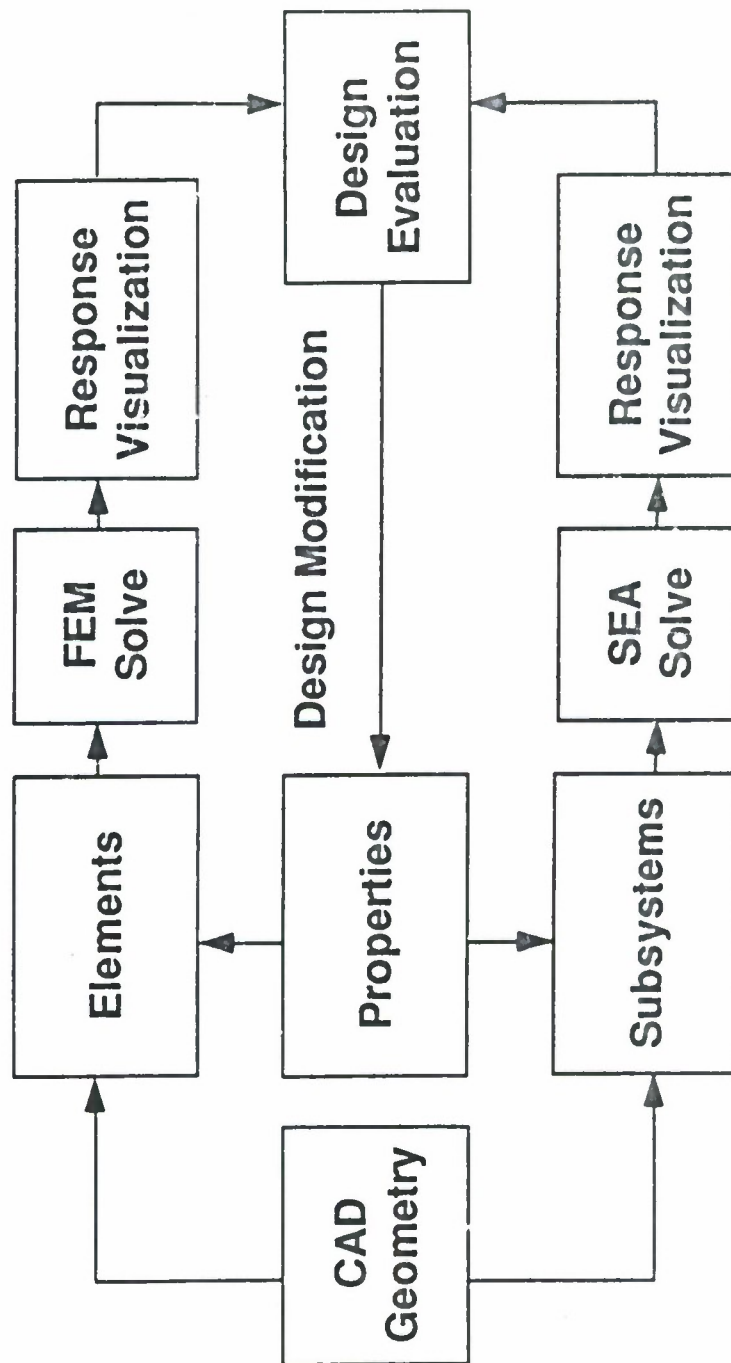 Elements
FEM
Solve
Response
Visualization
CAD
Geometry
Properties
Design Modification
Design
Evaluation
Subsystems
SEA
Solve
Response
Visualization